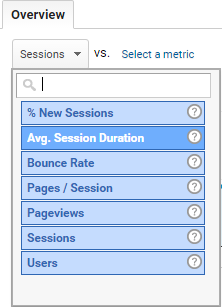 Overview
Sessions VS. Select a metric
% New Sessions ?
Avg. Session Duration ?
Bounce Rate ?
Pages / Session ?
Pageviews ?
Sessions ?
Users ?